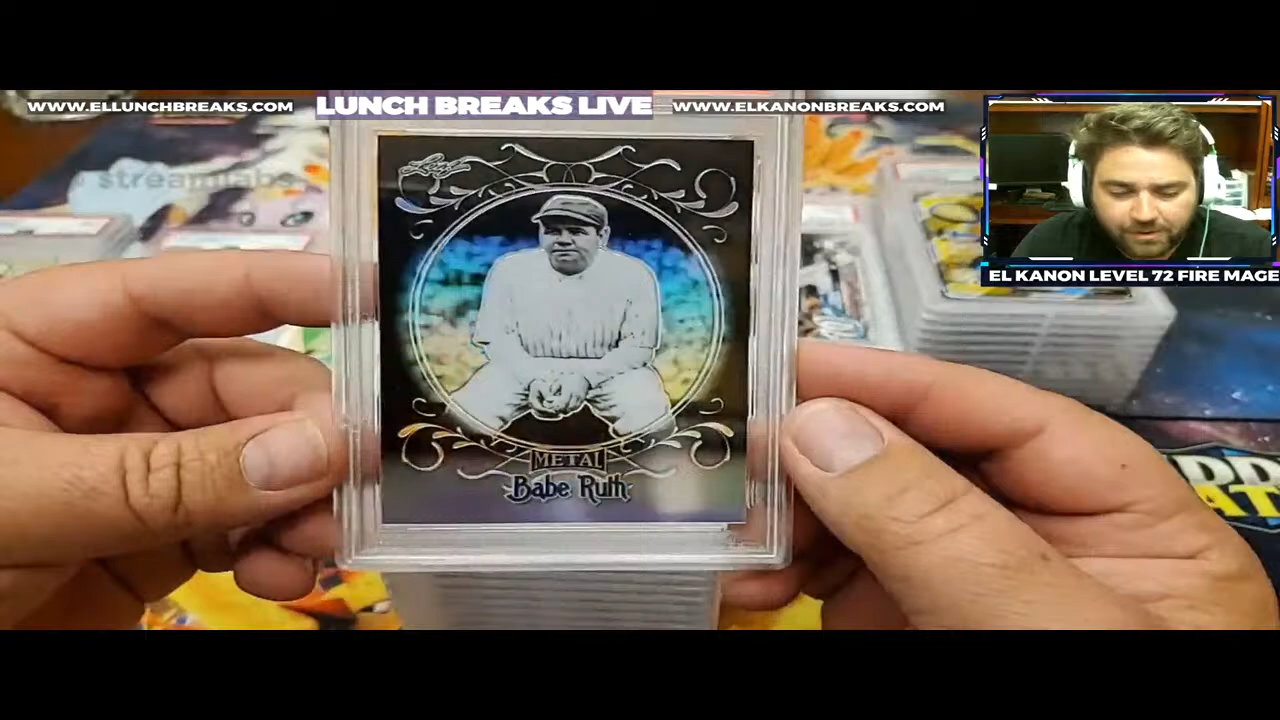 WWW.ELLUNCHBREAKS.COM
LUNCH BREAKS LIVE
WWW.ELKANONBREAKS.COM
streamlabs
EL KANON LEVEL 72 FIRE MAGE
Leaf
METAL
Babe Ruth